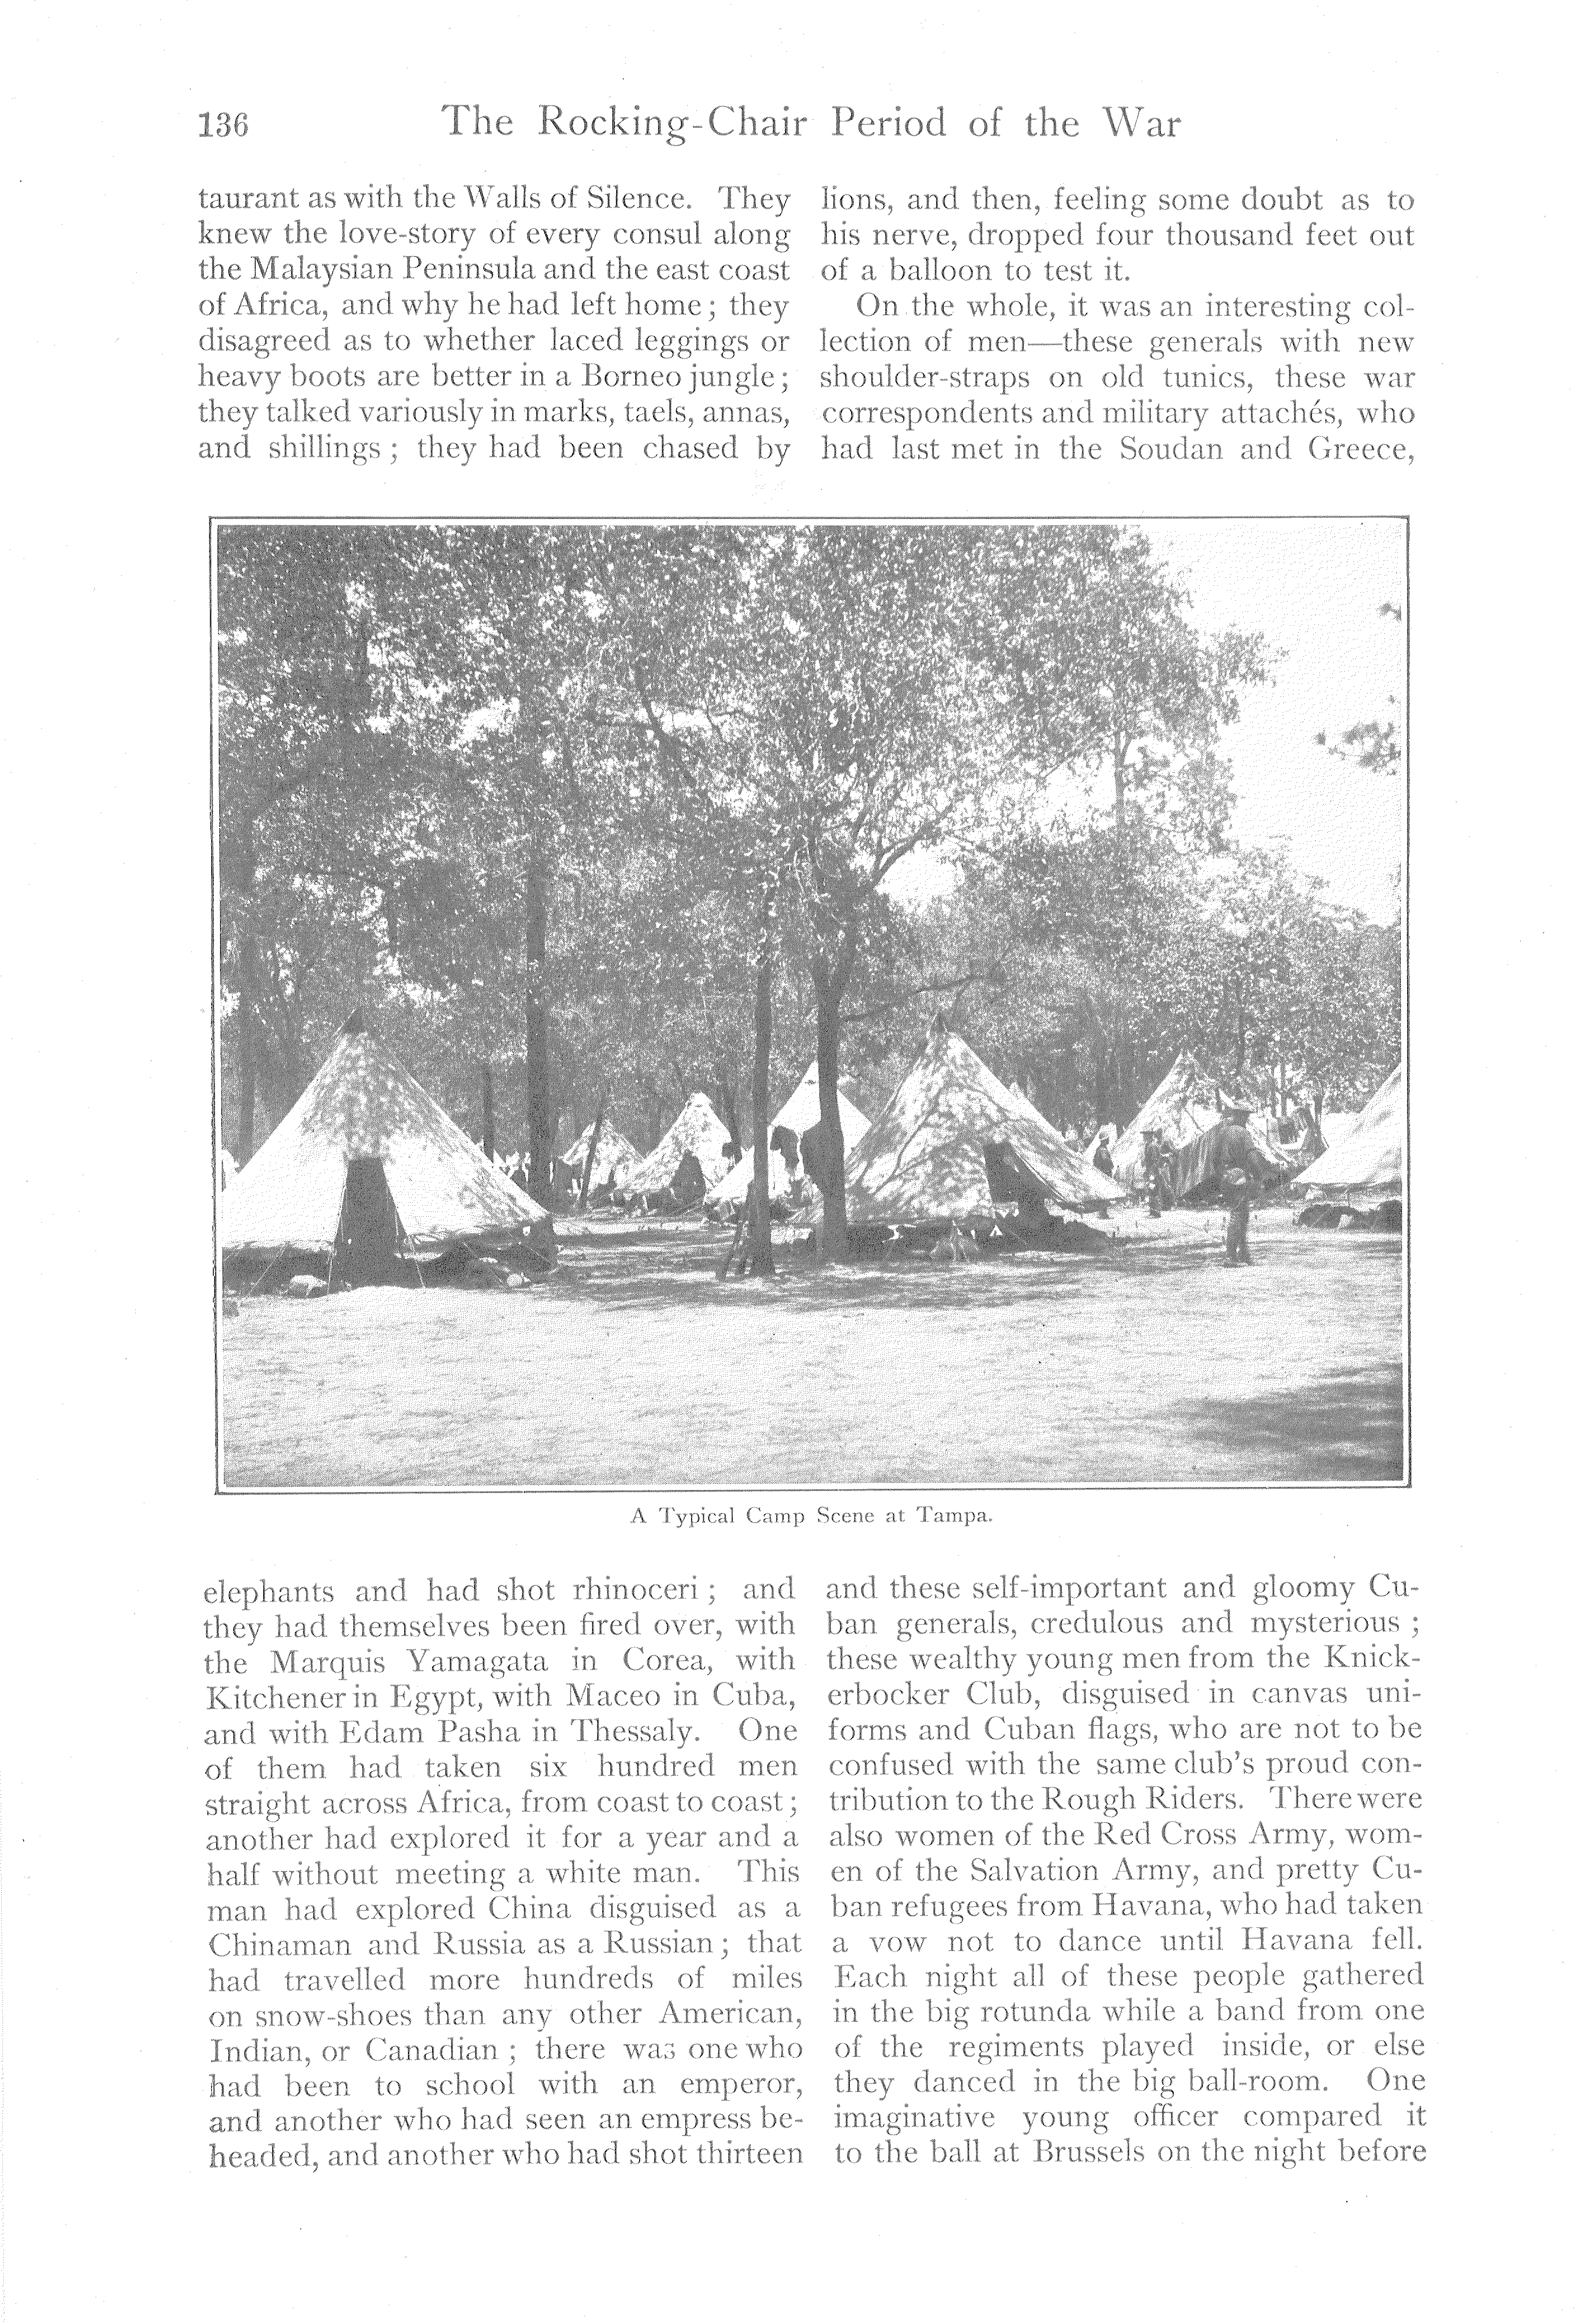 136
The Rocking-Chair Period of the War
taurant as with the Walls of Silence. They
knew the love-story of every consul along
the Malaysian Peninsula and the east coast
of Africa, and why he had left home; they
disagreed as to whether laced leggings or
heavy boots are better in a Borneo jungle;
they talked variously in marks, taels, annas,
and shillings; they had been chased by
elephants and had shot rhinoceri; and
they had themselves been fired over, with
the Marquis Yamagata in Corea, with
Kitchener in Egypt, with Maceo in Cuba,
and with Edam Pasha in Thessaly. One
of them had taken six hundred men
straight across Africa, from coast to coast;
another had explored it for a year and a
half without meeting a white man. This
man had explored China disguised as a
Chinaman and Russia as a Russian; that
had travelled more hundreds of miles
on snow-shoes than any other American,
Indian, or Canadian; there was one who
had been to school with an emperor,
and another who had seen an empress be-
headed, and another who had shot thirteen
lions, and then, feeling some doubt as to
his nerve, dropped four thousand feet out
of a balloon to test it.
On the whole, it was an interesting col-
lection of men—these generals with new
shoulder-straps on old tunics, these war
correspondents and military attachés, who
had last met in the Soudan and Greece,
and these self-important and gloomy Cu-
ban generals, credulous and mysterious;
these wealthy young men from the Knick-
erbocker Club, disguised in canvas uni-
forms and Cuban flags, who are not to be
confused with the same club's proud con-
tribution to the Rough Riders. There were
also women of the Red Cross Army, wom-
en of the Salvation Army, and pretty Cu-
ban refugees from Havana, who had taken
a vow not to dance until Havana fell.
Each night all of these people gathered
in the big rotunda while a band from one
of the regiments played inside, or else
they danced in the big ball-room. One
imaginative young officer compared it
to the ball at Brussels on the night before
A Typical Camp Scene at Tampa.